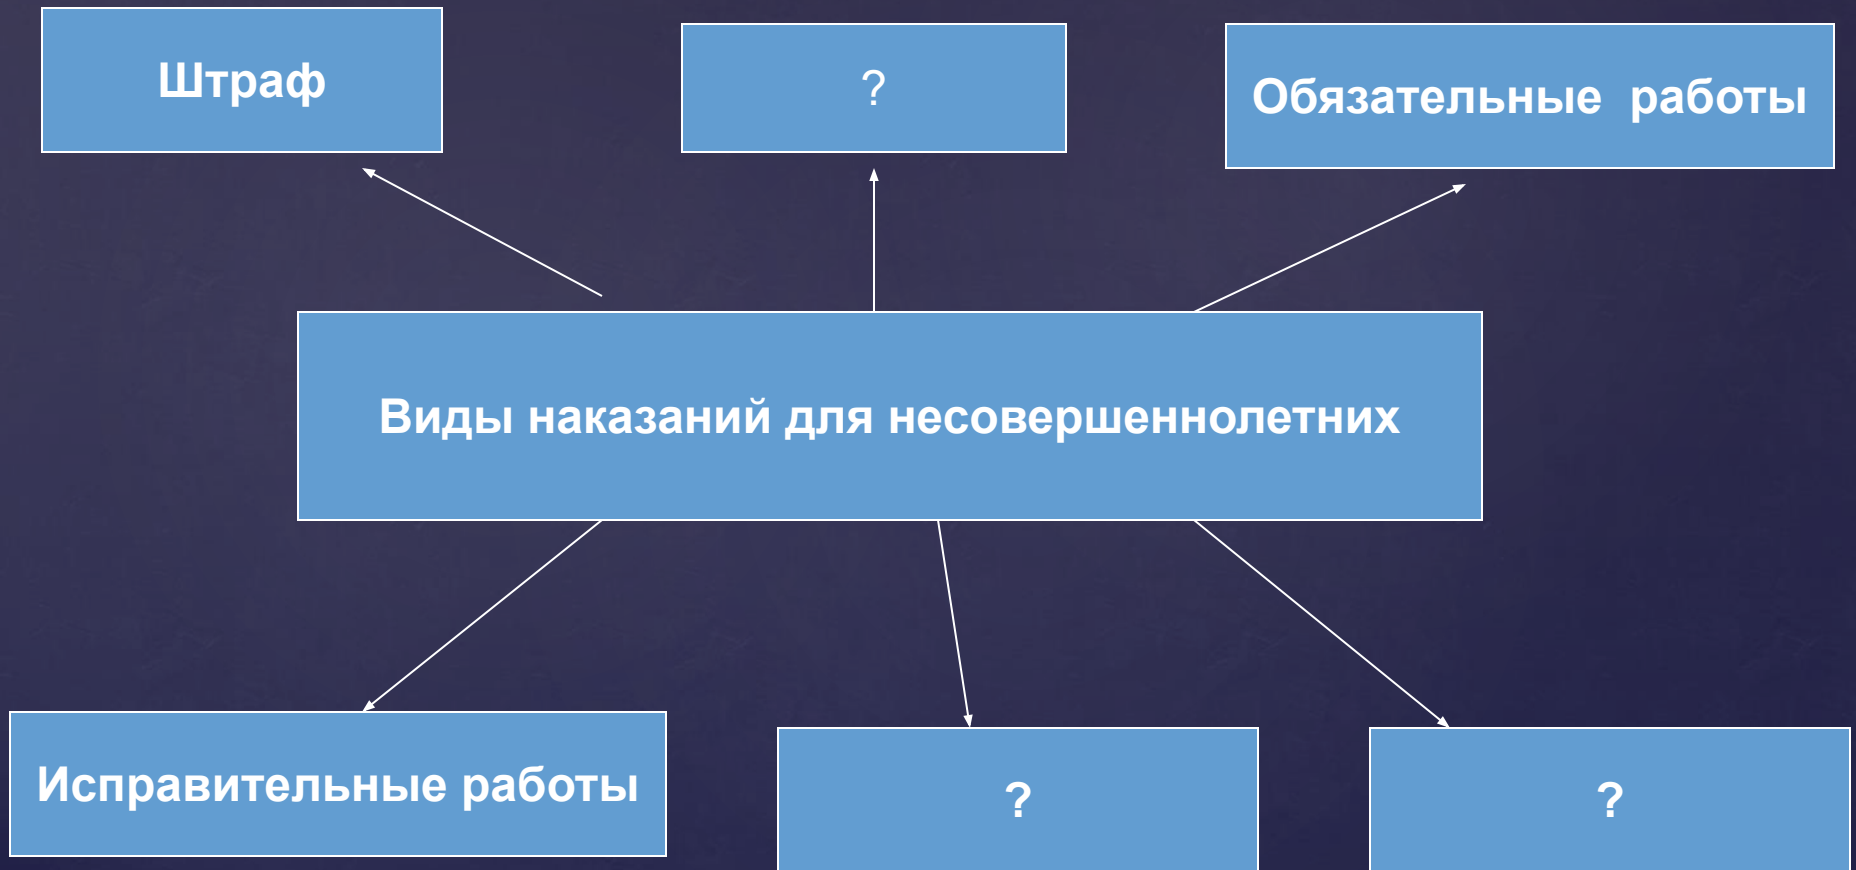 Штраф
?
Обязательные работы
Виды наказаний для несовершеннолетних
Исправительные работы
?
?